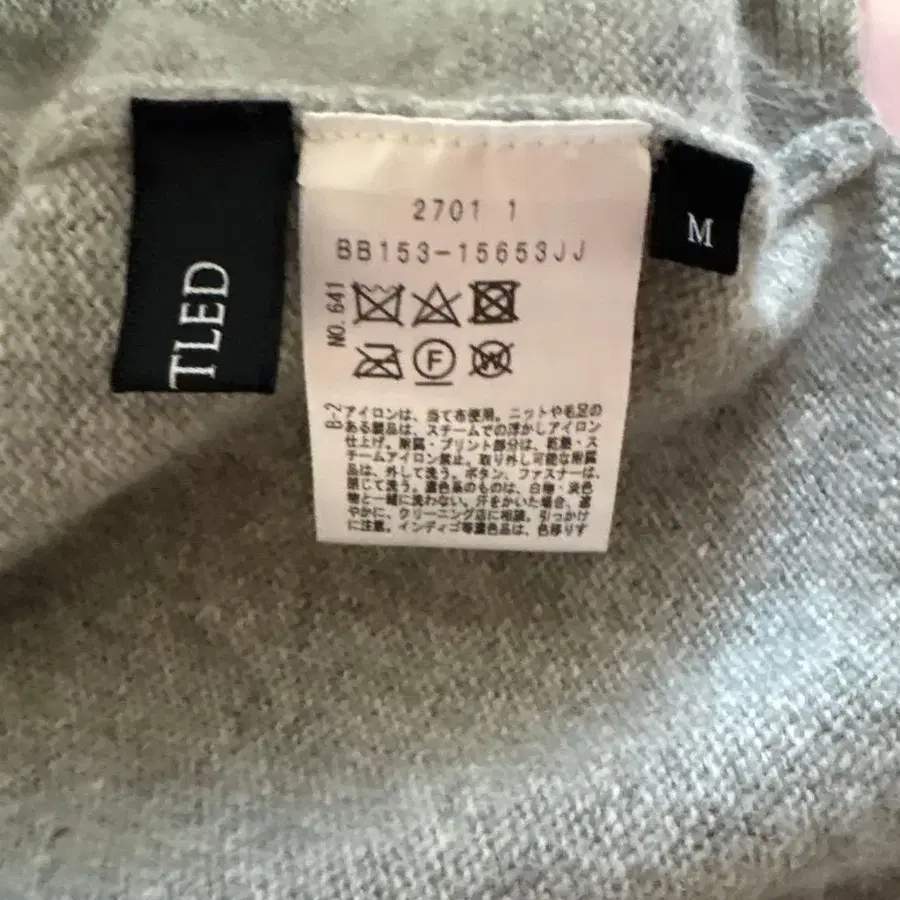 TLED
2701 1
BB153-15653JJ
M
NO. 641
F
W
B-2
アイロンは、当て布使用。ニットや毛足の
ある製品は、スチームでの浮かしアイロン
仕上げ。附属・プリント部分は、乾熱・ス
チームアイロン禁止。取り外し可能な附属
品は、外して洗う。ボタン、ファスナーは、
閉じて洗う。濃色系のものは、白物・淡色
物と一緒に洗わない。汗をかいた場合、速
やかに、クリーニング店に相談。引っかけ
に注意。インディゴ等濃色品は、色移りす